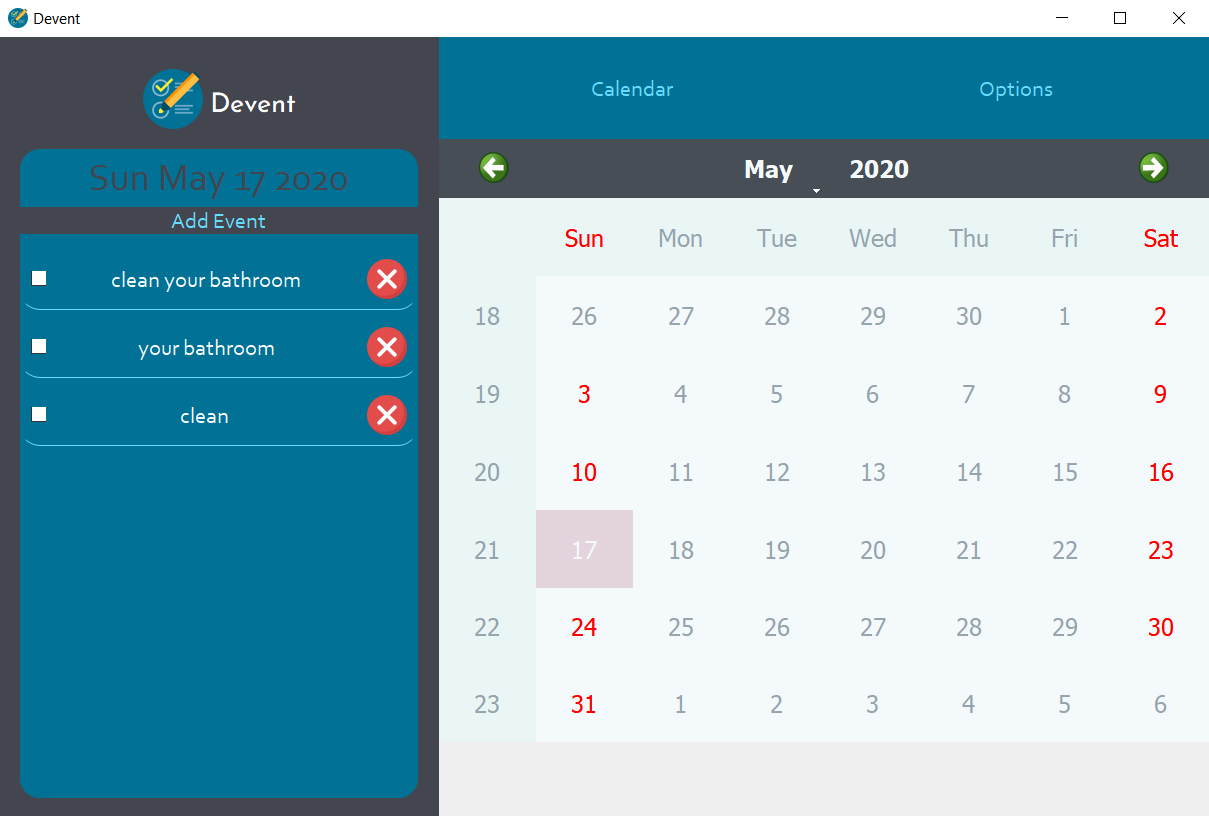 Devent
Devent
Sun May 17 2020
Add Event
clean your bathroom
your bathroom
clean
Calendar Options
May 2020
Sun Mon Tue Wed Thu Fri Sat
18 26 27 28 29 30 1 2
19 3 4 5 6 7 8 9
20 10 11 12 13 14 15 16
21 17 18 19 20 21 22 23
22 24 25 26 27 28 29 30
23 31 1 2 3 4 5 6